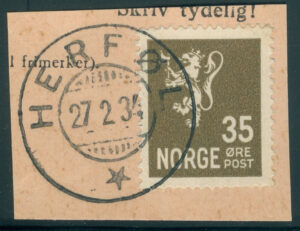 Skriv tydelig!
i frimerker).
HERFØL
27 2 34
35
NORGE ØRE
POST